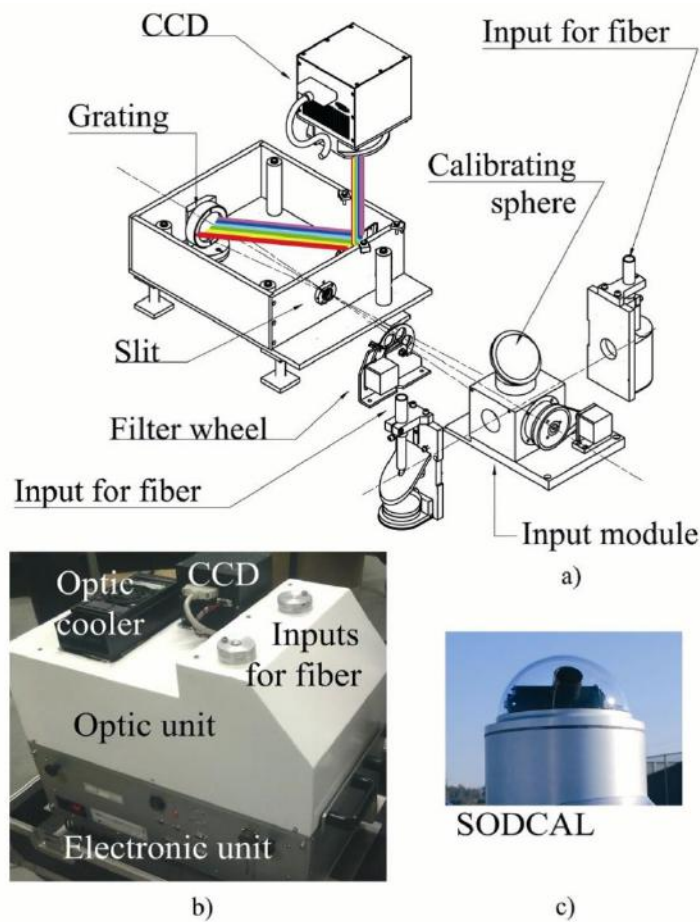 CCD
Input for fiber
Grating
Calibrating
sphere
Slit
Filter wheel
Input for fiber
Input module
a)
Optic
cooler
CCD
Inputs
for fiber
Optic unit
Electronic unit
SODCAL
b)
c)